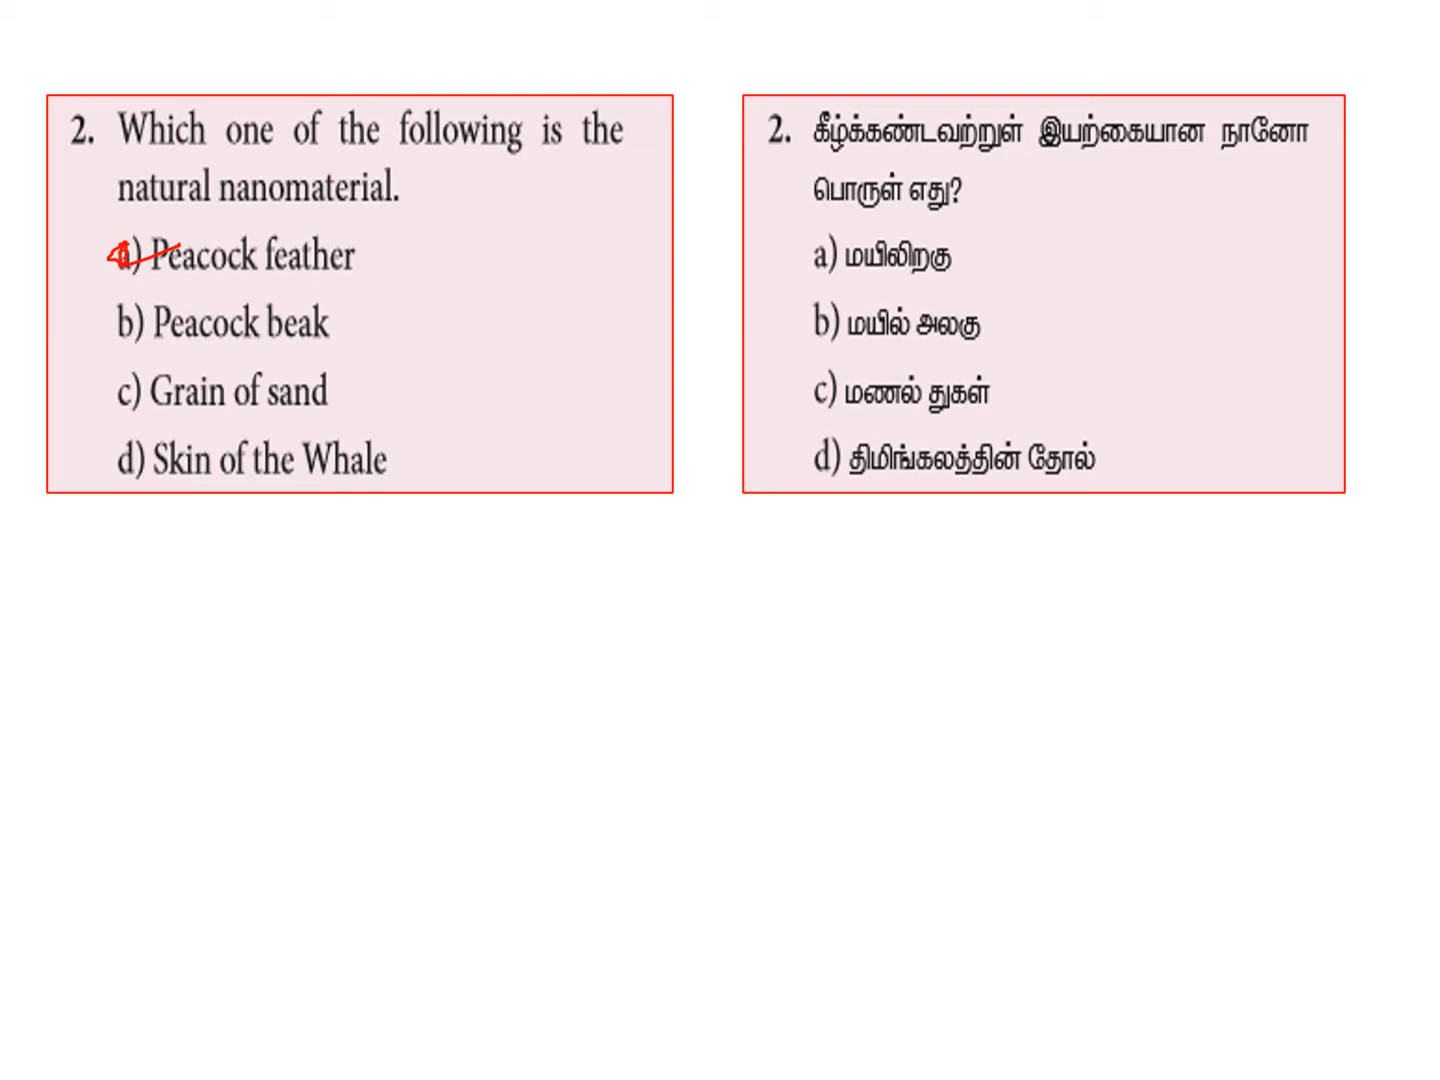 2. Which one of the following is the
natural nanomaterial.
a) Peacock feather
b) Peacock beak
c) Grain of sand
d) Skin of the Whale
2. கீழ்க்கண்டவற்றுள் இயற்கையான நானோ
பொருள் எது?
a) மயிலிறகு
b) மயில் அலகு
c) மணல் துகள்
d) திமிங்கலத்தின் தோல்